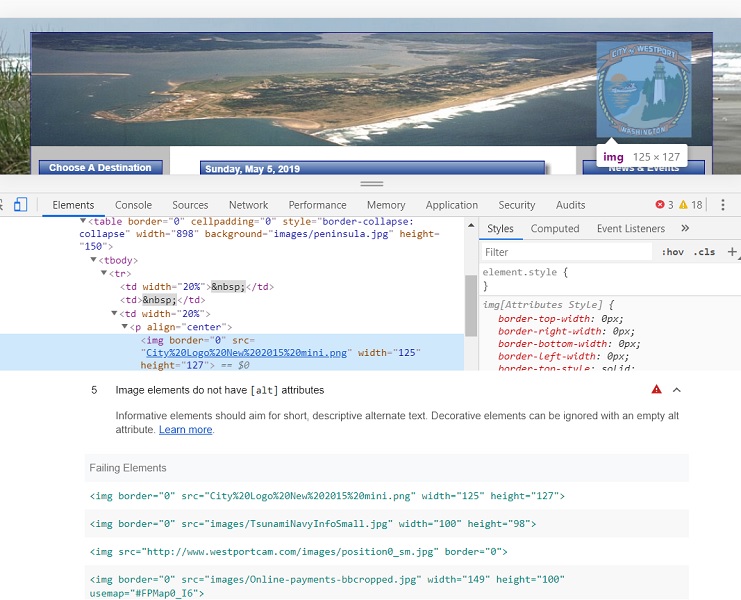 CITY OF WESTPORT
WASHINGTON
img 125 × 127
Choose A Destination
Sunday, May 5, 2019
News & Events
Elements Console Sources Network Performance Memory Application Security Audits 3 18
<table border="0" cellpadding="0" style="border-collapse:
collapse" width="898" background="images/peninsula.jpg" height=
"150">
<tbody>
<tr>
<td width="20%">&nbsp;</td>
<td>&nbsp;</td>
<td width="20%">
<p align="center">
<img border="0" src=
"City%20Logo%20New%202015%20mini.png" width="125"
height="127"> == $0
Styles Computed Event Listeners »
Filter :hov .cls +
element.style {
}
img[Attributes Style] {
border-top-width: 0px;
border-right-width: 0px;
border-bottom-width: 0px;
border-left-width: 0px;
border-top-style: solid;
5 Image elements do not have [alt] attributes
Informative elements should aim for short, descriptive alternate text. Decorative elements can be ignored with an empty alt
attribute. Learn more.
Failing Elements
<img border="0" src="City%20Logo%20New%202015%20mini.png" width="125" height="127">
<img border="0" src="images/TsunamiNavyInfoSmall.jpg" width="100" height="98">
<img src="http://www.westportcam.com/images/position0_sm.jpg" border="0">
<img border="0" src="images/Online-payments-bbcropped.jpg" width="149" height="100"
usemap="#FPMap0_I6">